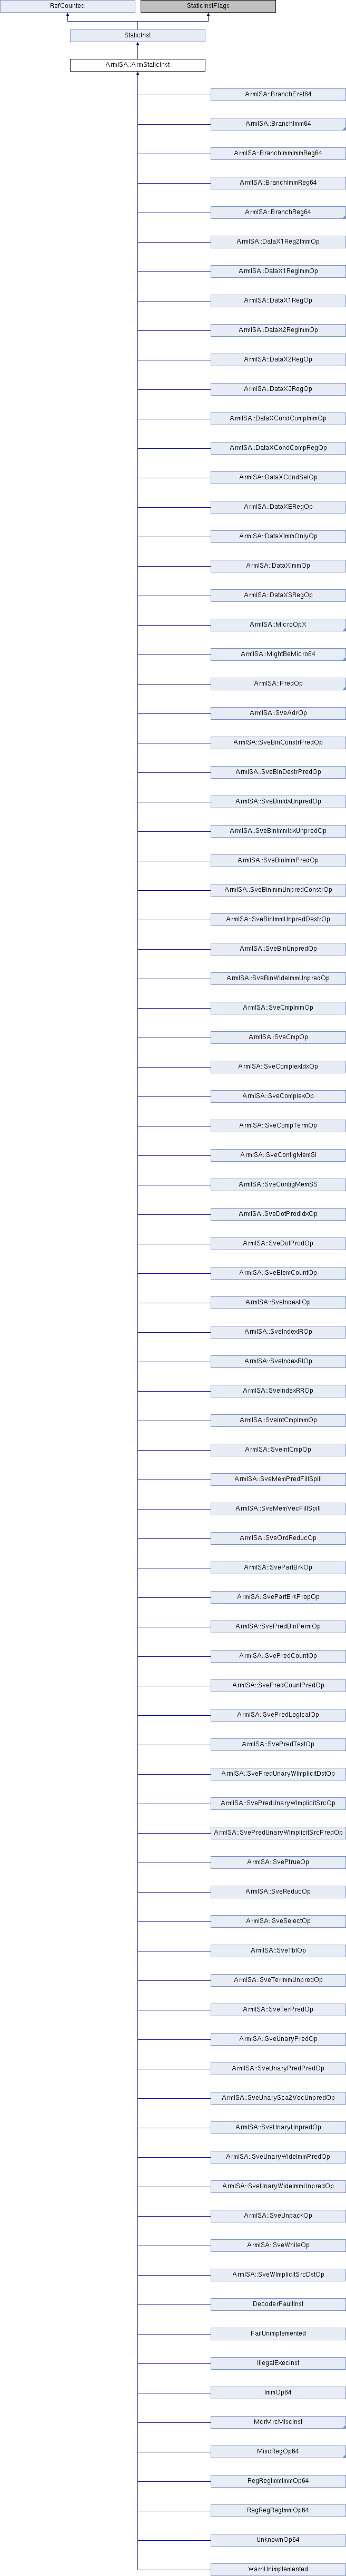 RefCounted
StaticInstFlags
StaticInst
ArmISA::ArmStaticInst
ArmISA::BranchEret64
ArmISA::BranchImm64
ArmISA::BranchImmImmReg64
ArmISA::BranchImmReg64
ArmISA::BranchReg64
ArmISA::DataX1Reg2ImmOp
ArmISA::DataX1RegImmOp
ArmISA::DataX1RegOp
ArmISA::DataX2RegImmOp
ArmISA::DataX2RegOp
ArmISA::DataX3RegOp
ArmISA::DataXCondCompImmOp
ArmISA::DataXCondCompRegOp
ArmISA::DataXCondSelOp
ArmISA::DataXERegOp
ArmISA::DataXImmOnlyOp
ArmISA::DataXImmOp
ArmISA::DataXSRegOp
ArmISA::MicroOpX
ArmISA::MightBeMicro64
ArmISA::PredOp
ArmISA::SveAdrOp
ArmISA::SveBinConstrPredOp
ArmISA::SveBinDestrPredOp
ArmISA::SveBinIdxUnpredOp
ArmISA::SveBinImmIdxUnpredOp
ArmISA::SveBinImmPredOp
ArmISA::SveBinImmUnpredConstrOp
ArmISA::SveBinImmUnpredDestrOp
ArmISA::SveBinUnpredOp
ArmISA::SveBinWideImmUnpredOp
ArmISA::SveCmpImmOp
ArmISA::SveCmpOp
ArmISA::SveComplexIdxOp
ArmISA::SveComplexOp
ArmISA::SveCompTermOp
ArmISA::SveContigMemSI
ArmISA::SveContigMemSS
ArmISA::SveDotProdIdxOp
ArmISA::SveDotProdOp
ArmISA::SveElemCountOp
ArmISA::SveIndexIIOp
ArmISA::SveIndexIROp
ArmISA::SveIndexRIOp
ArmISA::SveIndexRROp
ArmISA::SveIntCmpImmOp
ArmISA::SveIntCmpOp
ArmISA::SveMemPredFillSpill
ArmISA::SveMemVecFillSpill
ArmISA::SveOrdReducOp
ArmISA::SvePartBrkOp
ArmISA::SvePartBrkPropOp
ArmISA::SvePredBinPermOp
ArmISA::SvePredCountOp
ArmISA::SvePredCountPredOp
ArmISA::SvePredLogicalOp
ArmISA::SvePredTestOp
ArmISA::SvePredUnaryWImplicitDstOp
ArmISA::SvePredUnaryWImplicitSrcOp
ArmISA::SvePredUnaryWImplicitSrcPredOp
ArmISA::SvePtrueOp
ArmISA::SveReducOp
ArmISA::SveSelectOp
ArmISA::SveTblOp
ArmISA::SveTerImmUnpredOp
ArmISA::SveTerPredOp
ArmISA::SveUnaryPredOp
ArmISA::SveUnaryPredPredOp
ArmISA::SveUnarySca2VecUnpredOp
ArmISA::SveUnaryUnpredOp
ArmISA::SveUnaryWideImmPredOp
ArmISA::SveUnaryWideImmUnpredOp
ArmISA::SveUnpackOp
ArmISA::SveWhileOp
ArmISA::SveWImplicitSrcDstOp
DecoderFaultInst
FailUnimplemented
IllegalExecInst
ImmOp64
McrMrcMiscInst
MiscRegOp64
RegRegImmImmOp64
RegRegRegImmOp64
UnknownOp64
WarnUnimplemented